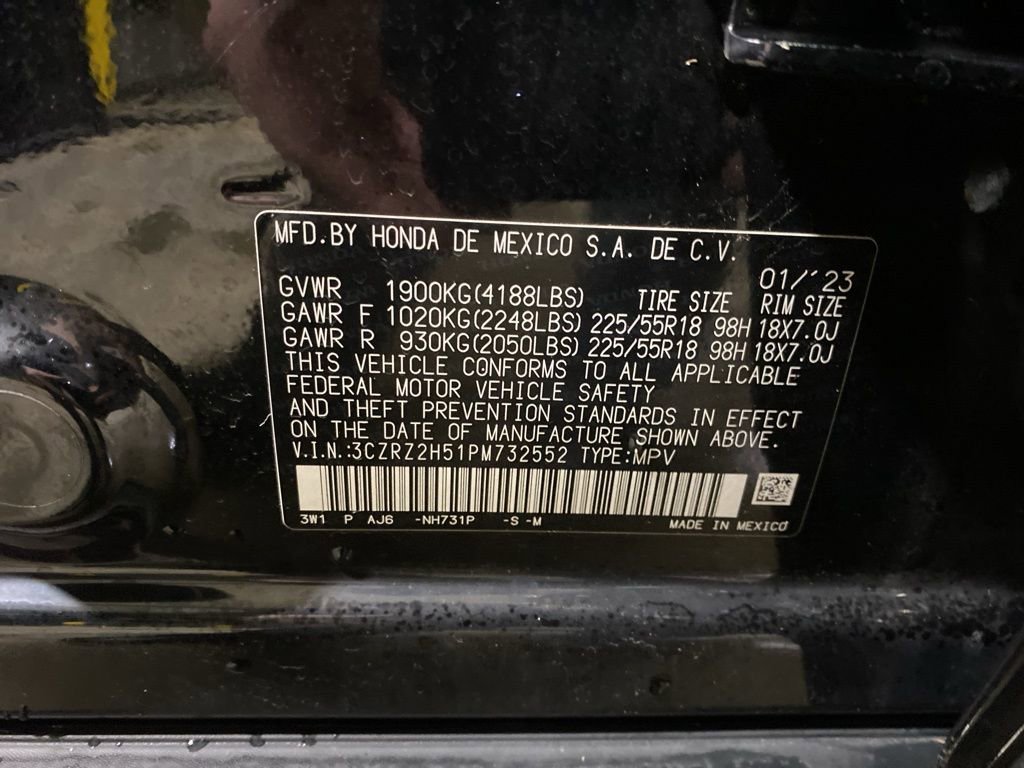 MFD.BY HONDA DE MEXICO S.A. DE C.V.
01/'23
GVWR 1900KG(4188LBS) TIRE SIZE RIM SIZE
GAWR F 1020KG(2248LBS) 225/55R18 98H 18X7.0J
GAWR R 930KG(2050LBS) 225/55R18 98H 18X7.0J
THIS VEHICLE CONFORMS TO ALL APPLICABLE
FEDERAL MOTOR VEHICLE SAFETY
AND THEFT PREVENTION STANDARDS IN EFFECT
ON THE DATE OF MANUFACTURE SHOWN ABOVE.
V.I.N.:3CZRZ2H51PM732552 TYPE:MPV
3W1 P AJ6 -NH731P -S -M MADE IN MEXICO